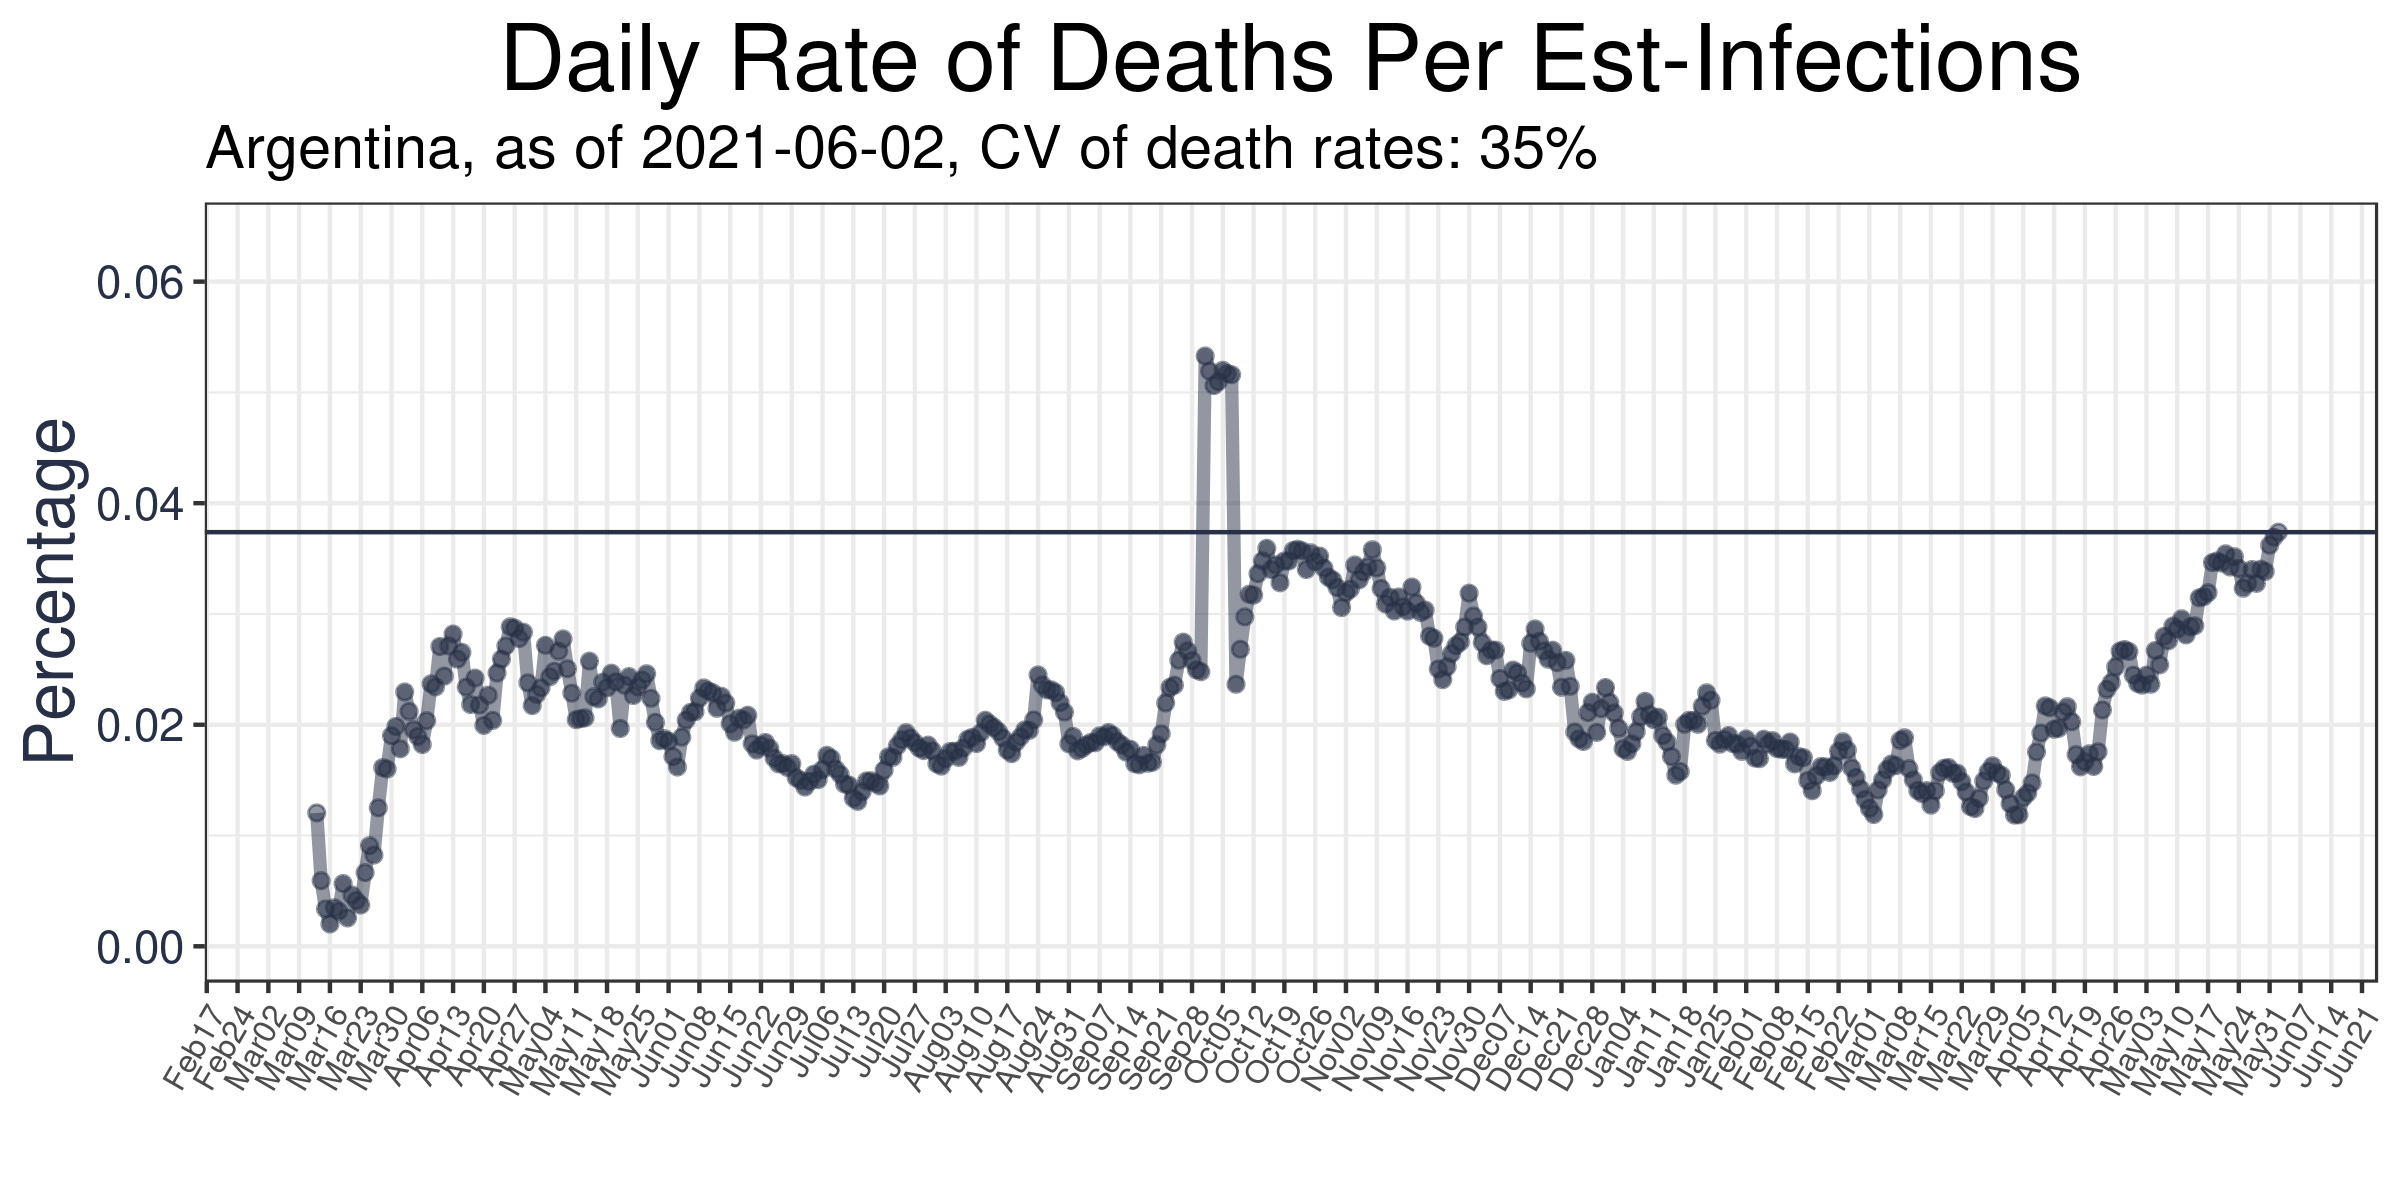 Daily Rate of Deaths Per Est-Infections
Argentina, as of 2021-06-02, CV of death rates: 35%
Percentage
0.06
0.04
0.02
0.00
Feb17
Feb24
Mar02
Mar09
Mar16
Mar23
Mar30
Apr06
Apr13
Apr20
Apr27
May04
May11
May18
May25
Jun01
Jun08
Jun15
Jun22
Jun29
Jul06
Jul13
Jul20
Jul27
Aug03
Aug10
Aug17
Aug24
Aug31
Sep07
Sep14
Sep21
Sep28
Oct05
Oct12
Oct19
Oct26
Nov02
Nov09
Nov16
Nov23
Nov30
Dec07
Dec14
Dec21
Dec28
Jan04
Jan11
Jan18
Jan25
Feb01
Feb08
Feb15
Feb22
Mar01
Mar08
Mar15
Mar22
Mar29
Apr05
Apr12
Apr19
Apr26
May03
May10
May17
May24
May31
Jun07
Jun14
Jun21